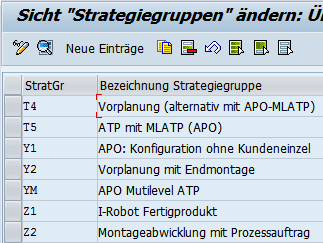 Sicht "Strategiegruppen" ändern: Ü
Neue Einträge
StratGr Bezeichnung Strategiegruppe
T4 Vorplanung (alternativ mit APO-MLATP)
T5 ATP mit MLATP (APO)
Y1 APO: Konfiguration ohne Kundeneinzel
Y2 Vorplanung mit Endmontage
YM APO Mutilevel ATP
Z1 I-Robot Fertigprodukt
Z2 Montageabwicklung mit Prozessauftrag